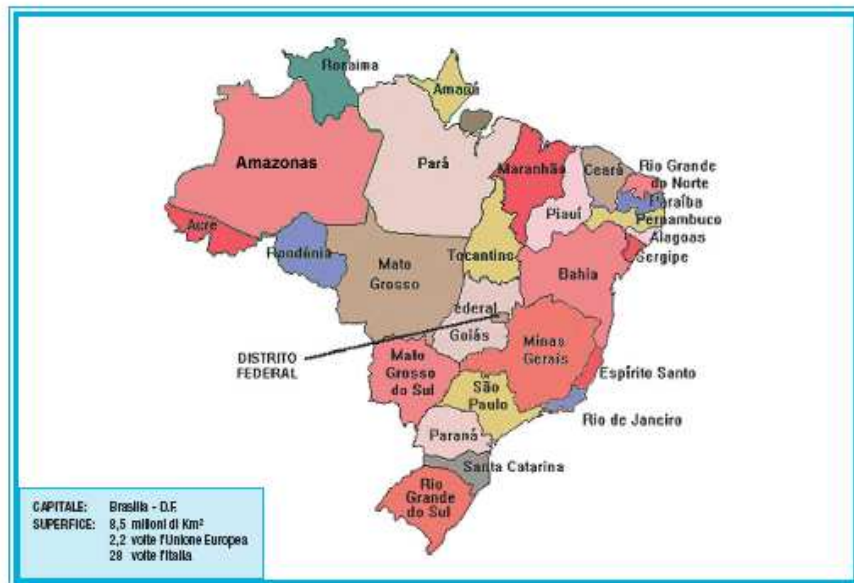 Roraima
Amapú
Amazonas
Pará
Maranhão
Ceará
Rio Grande
do Norte
Paraíba
Piauí
Pernambuco
Alagoas
Sergipe
Acre
Rondônia
Mato
Grosso
Tocantins
Bahia
ederal
Goiás
DISTRITO
FEDERAL
Minas
Gerais
Mato
Grosso
do Sul
Espírito Santo
São
Paulo
Rio de Janeiro
Paraná
Santa Catarina
Rio
Grande
do Sul
CAPITALE: Brasilia - D.F.
SUPERFICE: 8,5 milioni di Km²
2,2 volte l'Unione Europea
28 volte l'Italia